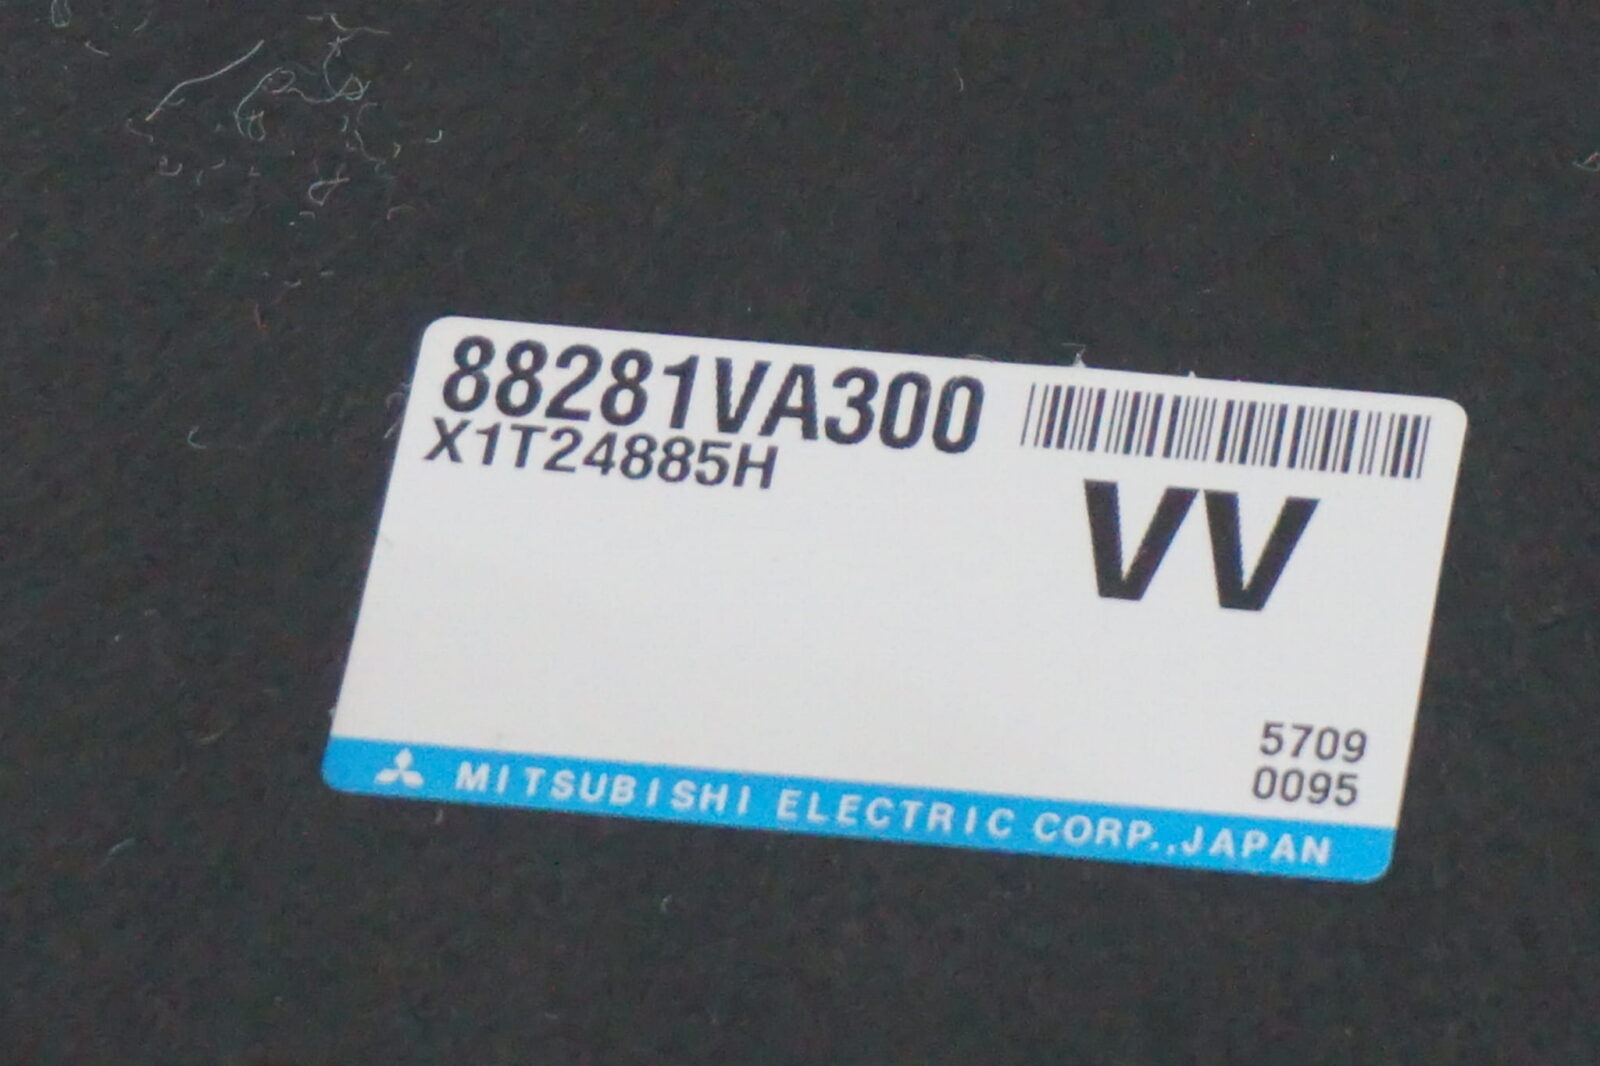 88281VA300
X1T24885H
VV
5709
0095
MITSUBISHI ELECTRIC CORP.,JAPAN